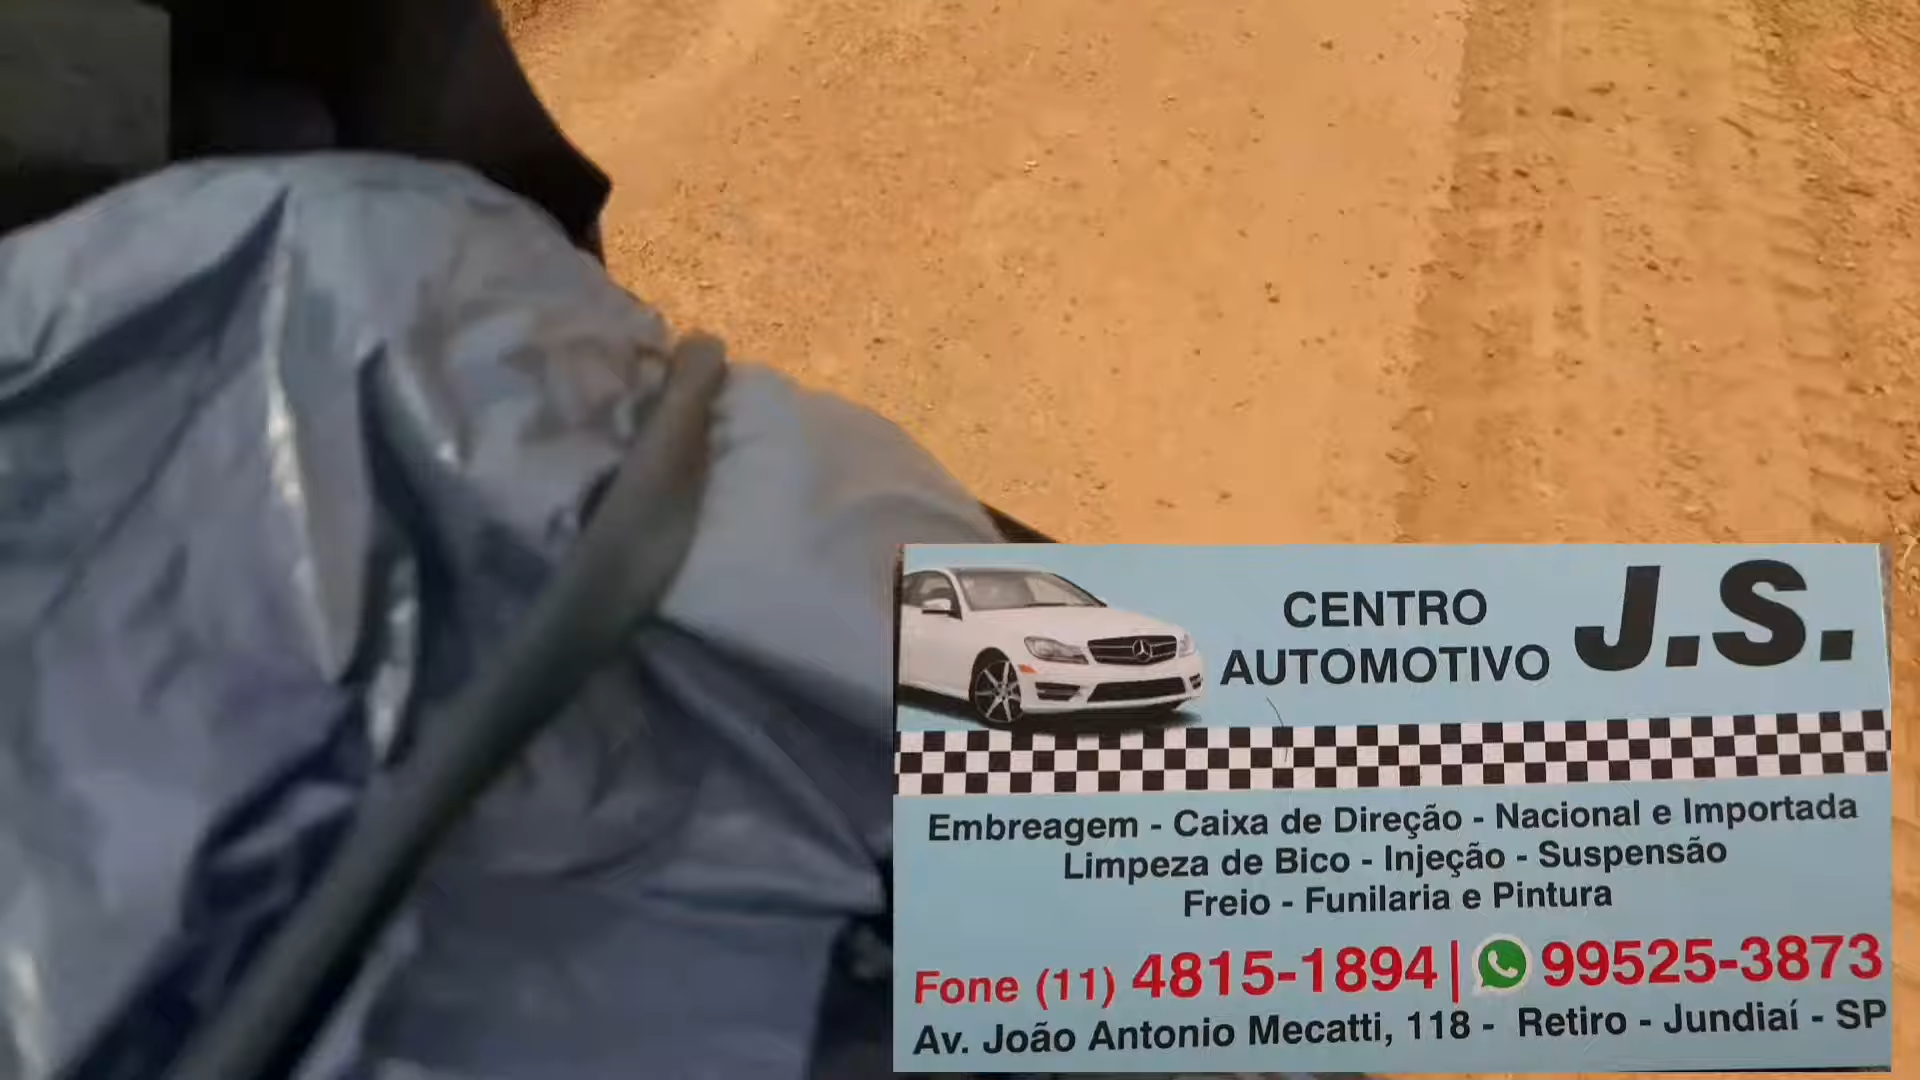 CENTRO
AUTOMOTIVO
J.S.
Embreagem - Caixa de Direção - Nacional e Importada
Limpeza de Bico - Injeção - Suspensão
Freio - Funilaria e Pintura
Fone (11) 4815-1894 | 99525-3873
Av. João Antonio Mecatti, 118 - Retiro - Jundiaí - SP